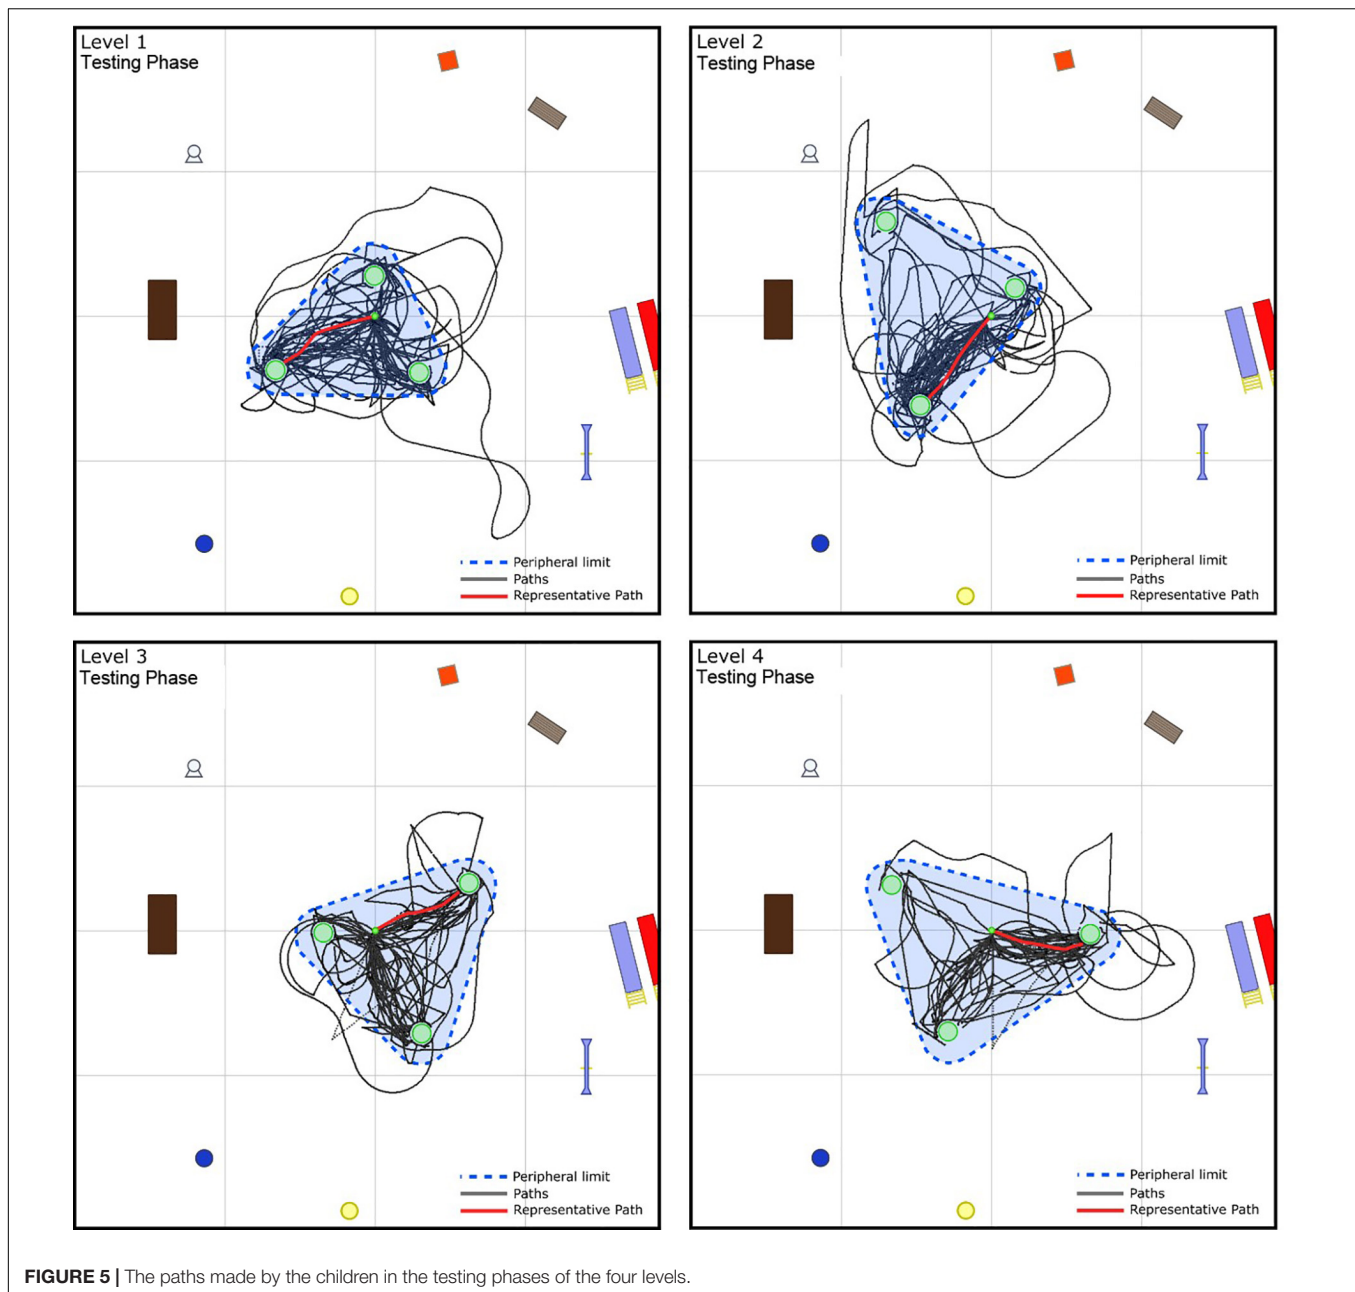 Level 1
Testing Phase
Peripheral limit
Paths
Representative Path
Level 2
Testing Phase
Peripheral limit
Paths
Representative Path
Level 3
Testing Phase
Peripheral limit
Paths
Representative Path
Level 4
Testing Phase
Peripheral limit
Paths
Representative Path
FIGURE 5 | The paths made by the children in the testing phases of the four levels.